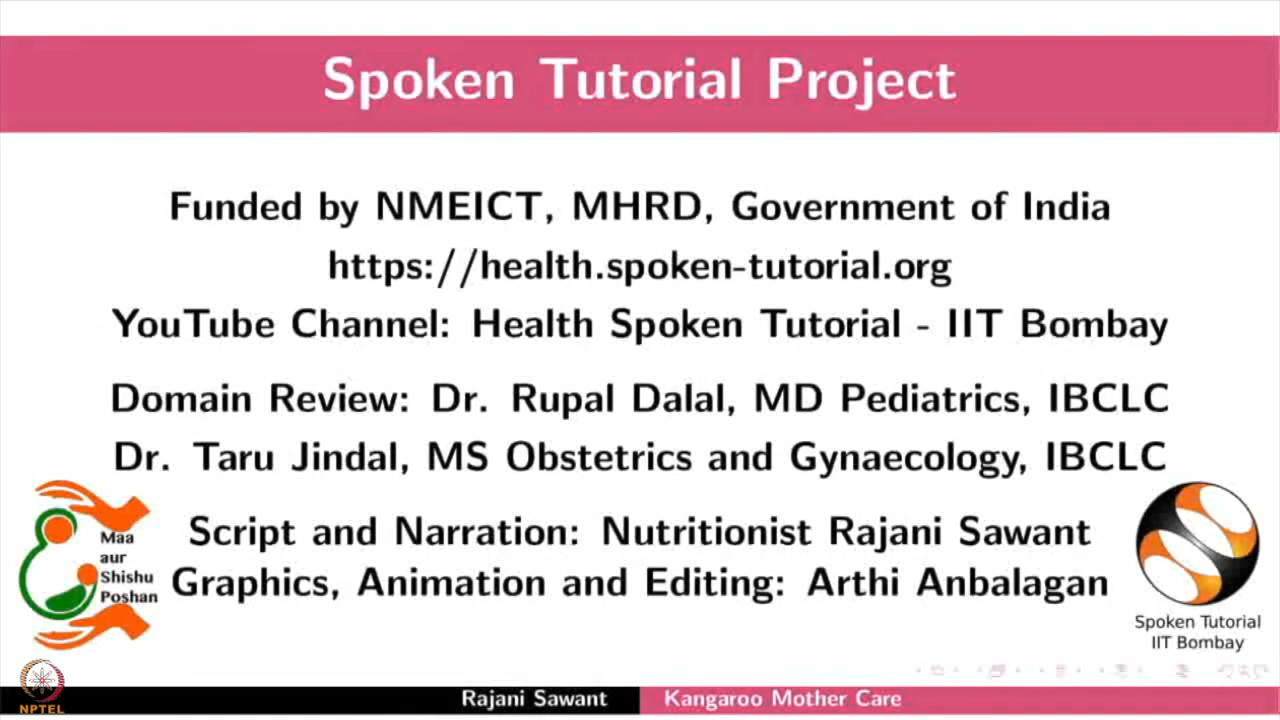 Spoken Tutorial Project
Funded by NMEICT, MHRD, Government of India
https://health.spoken-tutorial.org
YouTube Channel: Health Spoken Tutorial - IIT Bombay
Domain Review: Dr. Rupal Dalal, MD Pediatrics, IBCLC
Dr. Taru Jindal, MS Obstetrics and Gynaecology, IBCLC
Script and Narration: Nutritionist Rajani Sawant
Graphics, Animation and Editing: Arthi Anbalagan
Maa
aur
Shishu
Poshan
Spoken Tutorial
IIT Bombay
NPTEL
Rajani Sawant
Kangaroo Mother Care